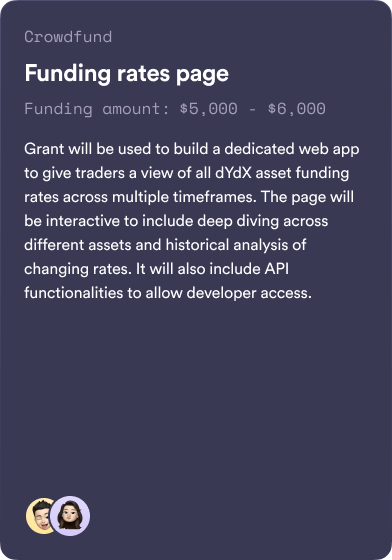 Crowdfund
Funding rates page
Funding amount: $5,000 - $6,000
Grant will be used to build a dedicated web app
to give traders a view of all dYdX asset funding
rates across multiple timeframes. The page will
be interactive to include deep diving across
different assets and historical analysis of
changing rates. It will also include API
functionalities to allow developer access.